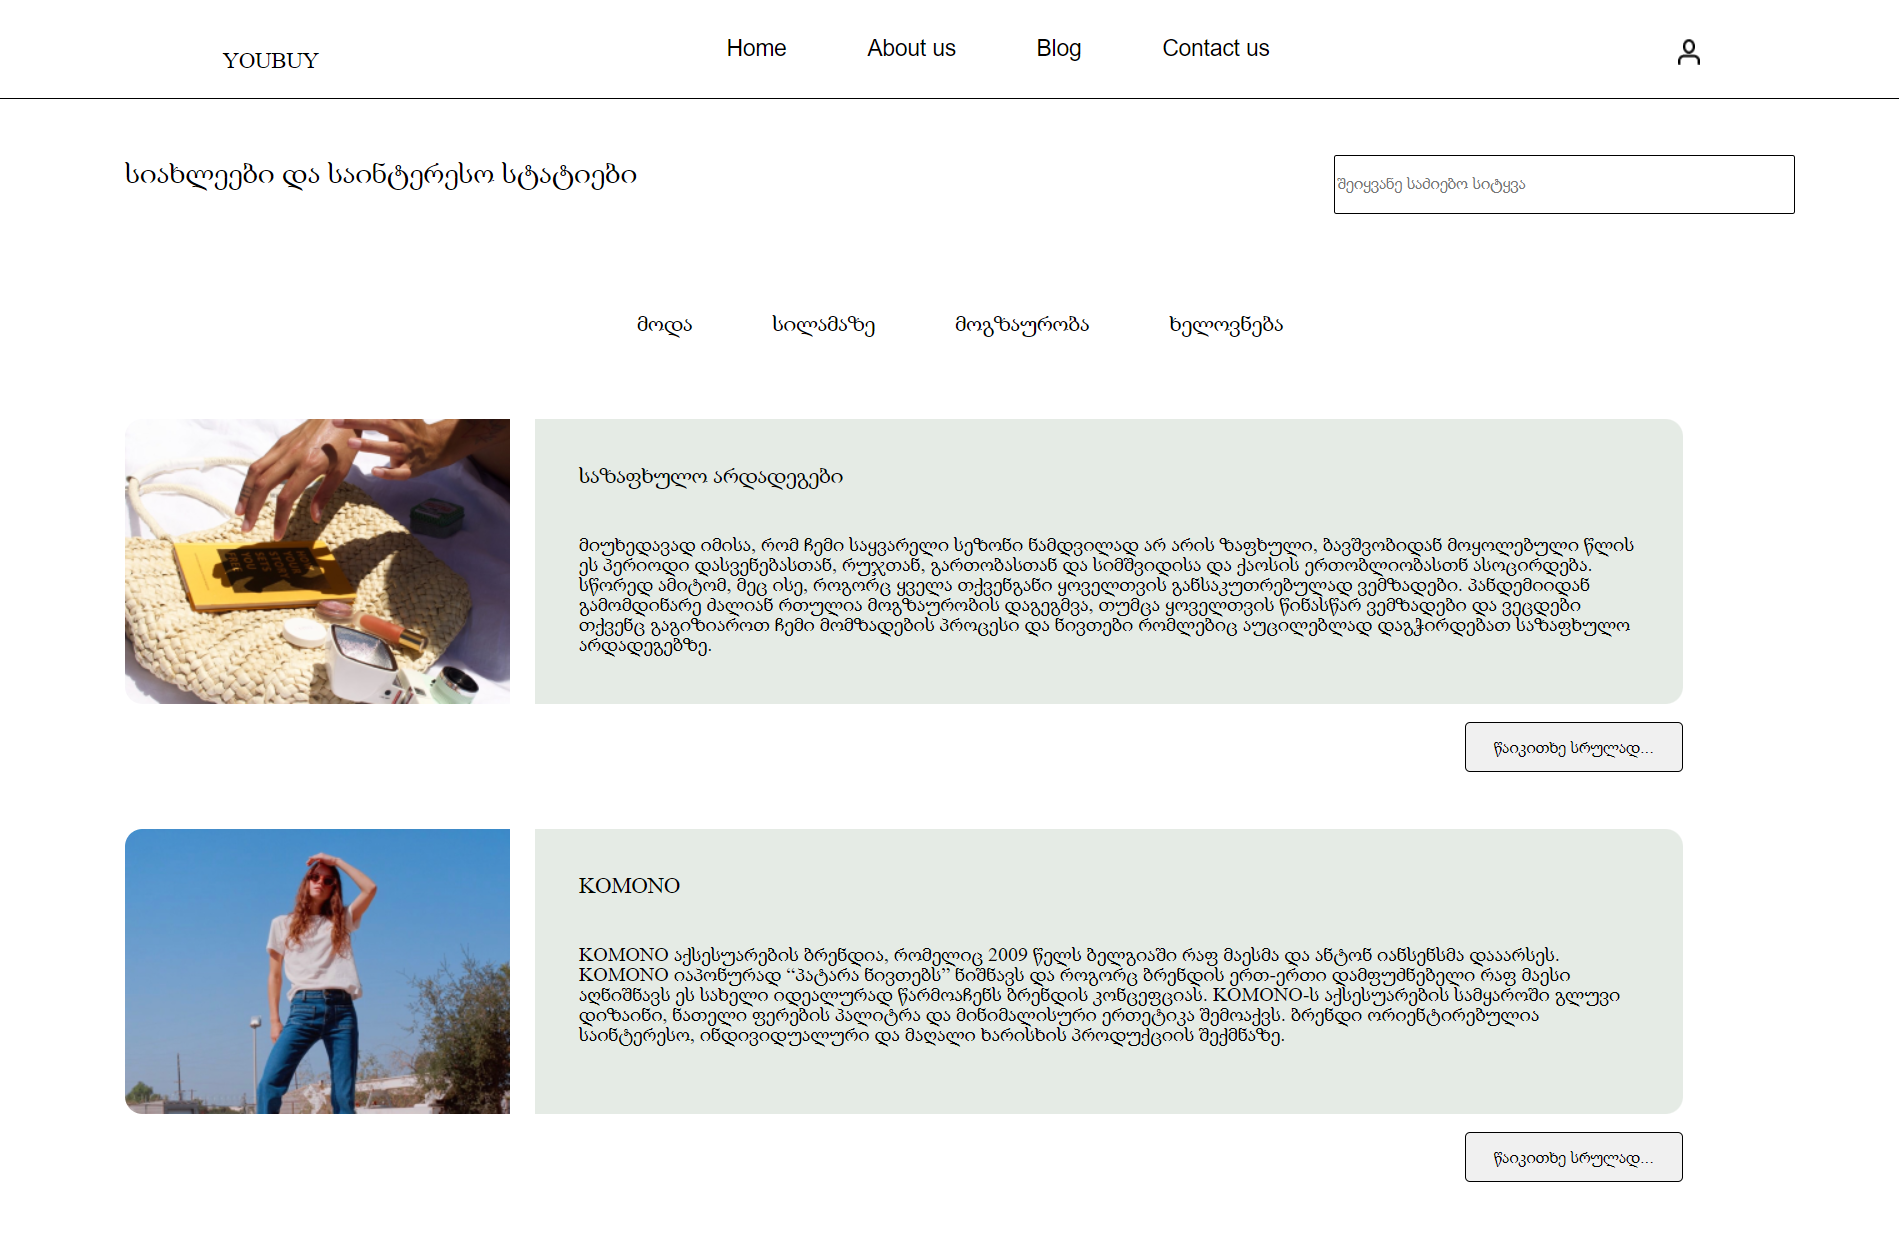 YOUBUY
Home About us Blog Contact us
სიახლეები და საინტერესო სტატიები
შეიყვანე საძიებო სიტყვა
მოდა სილამაზე მოგზაურობა ხელოვნება
საზაფხულო არდადეგები
მიუხედავად იმისა, რომ ჩემი საყვარელი სეზონი ნამდვილად არ არის ზაფხული, ბავშვობიდან მოყოლებული წლის
ეს პერიოდი დასვენებასთან, რუჯთან, გართობასთან და სიმშვიდისა და ქაოსის ერთობლიობასთნ ასოცირდება.
სწორედ ამიტომ, მეც ისე, როგორც ყველა თქვენგანი ყოველთვის განსაკუთრებულად ვემზადები. პანდემიიდან
გამომდინარე ძალიან რთულია მოგზაურობის დაგეგმვა, თუმცა ყოველთვის წინასწარ ვემზადები და ვეცდები
თქვენც გაგიზიაროთ ჩემი მომზადების პროცესი და ნივთები რომლებიც აუცილებლად დაგჭირდებათ საზაფხულო
არდადეგებზე.
წაიკითხე სრულად...
KOMONO
KOMONO აქსესუარების ბრენდია, რომელიც 2009 წელს ბელგიაში რაფ მაესმა და ანტონ იანსენსმა დააარსეს.
KOMONO იაპონურად “პატარა ნივთებს” ნიშნავს და როგორც ბრენდის ერთ-ერთი დამფუძნებელი რაფ მაესი
აღნიშნავს ეს სახელი იდეალურად წარმოაჩენს ბრენდის კონცეფციას. KOMONO-ს აქსესუარების სამყაროში გლუვი
დიზაინი, ნათელი ფერების პალიტრა და მინიმალისური ერთეტიკა შემოაქვს. ბრენდი ორიენტირებულია
საინტერესო, ინდივიდუალური და მაღალი ხარისხის პროდუქციის შექმნაზე.
წაიკითხე სრულად...